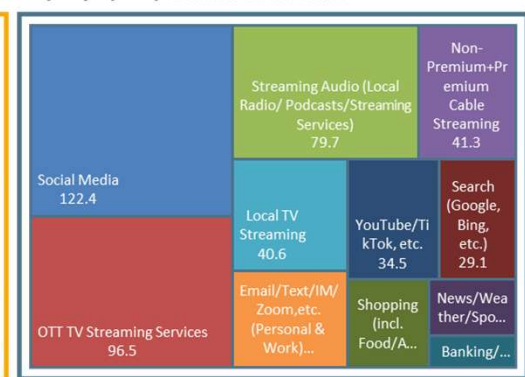 Social Media
122.4
OTT TV Streaming Services
96.5
Streaming Audio (Local
Radio/ Podcasts/Streaming
Services)
79.7
Non-
Premium+Pr
emium
Cable
Streaming
41.3
Local TV
Streaming
40.6
YouTube/Ti
kTok, etc.
34.5
Search
(Google,
Bing,
etc.)
29.1
Email/Text/IM/
Zoom,etc.
(Personal &
Work)...
Shopping
(incl.
Food/A...
News/Wea
ther/Spo...
Banking/...